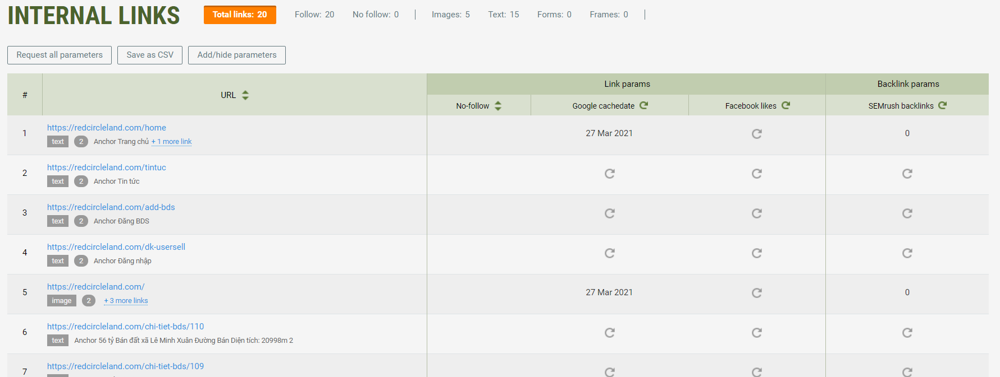 INTERNAL LINKS Total links: 20 Follow: 20 No follow: 0 Images: 5 Text: 15 Forms: 0 Frames: 0
Request all parameters Save as CSV Add/hide parameters
# URL Link params Backlink params
No-follow Google cachedate Facebook likes SEMrush backlinks
1 https://redcircleland.com/home 27 Mar 2021 0
text 2 Anchor Trang chủ + 1 more link
2 https://redcircleland.com/tintuc
text 2 Anchor Tin tức
3 https://redcircleland.com/add-bds
text 2 Anchor Đăng BDS
4 https://redcircleland.com/dk-usersell
text 2 Anchor Đăng nhập
5 https://redcircleland.com/ 27 Mar 2021 0
image 2 + 3 more links
6 https://redcircleland.com/chi-tiet-bds/110
text Anchor 56 tỷ Bán đất xã Lê Minh Xuân Đường Bán Diện tích: 20998m 2
7 https://redcircleland.com/chi-tiet-bds/109